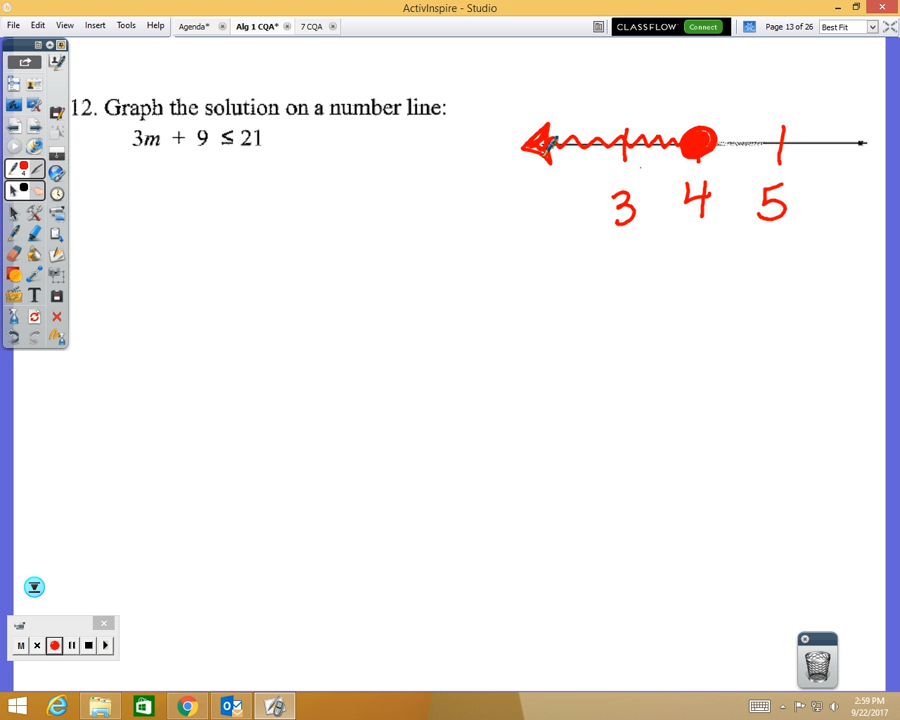 ActivInspire - Studio
File Edit View Insert Tools Help Agenda* Alg 1 CQA* 7 CQA CLASSFLOW Connect Page 13 of 26 Best Fit
12. Graph the solution on a number line:
3m + 9 ≤ 21
3 4 5
4
T
M
2:59 PM
9/22/2017